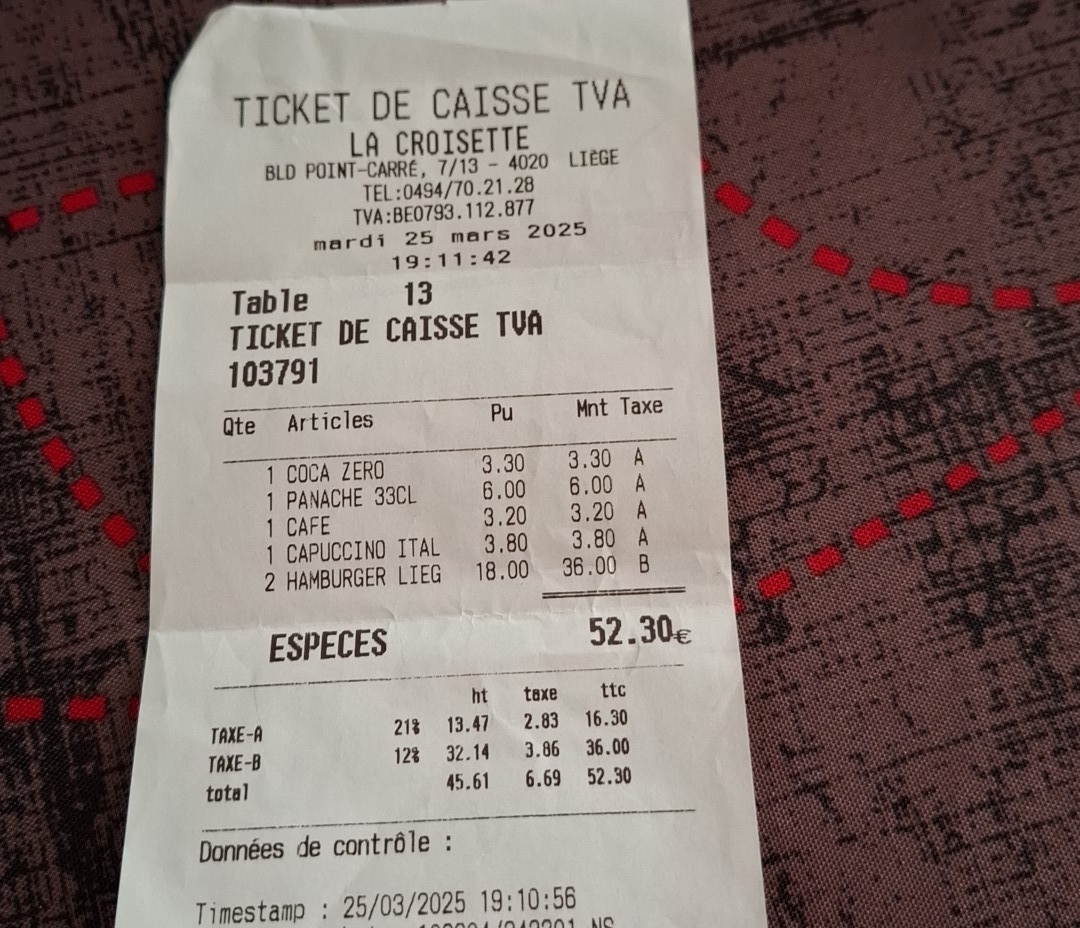 TICKET DE CAISSE TVA
LA CROISETTE
BLD POINT-CARRÉ, 7/13 - 4020 LIÈGE
TEL:0494/70.21.28
TVA:BE0793.112.877
mardi 25 mars 2025
19:11:42
Table 13
TICKET DE CAISSE TVA
103791
Qte Articles Pu Mnt Taxe
1 COCA ZERO 3.30 3.30 A
1 PANACHE 33CL 6.00 6.00 A
1 CAFE 3.20 3.20 A
1 CAPUCCINO ITAL 3.80 3.80 A
2 HAMBURGER LIEG 18.00 36.00 B
ESPECES 52.30€
ht taxe ttc
TAXE-A 21% 13.47 2.83 16.30
TAXE-B 12% 32.14 3.86 36.00
total 45.61 6.69 52.30
Données de contrôle :
Timestamp : 25/03/2025 19:10:56